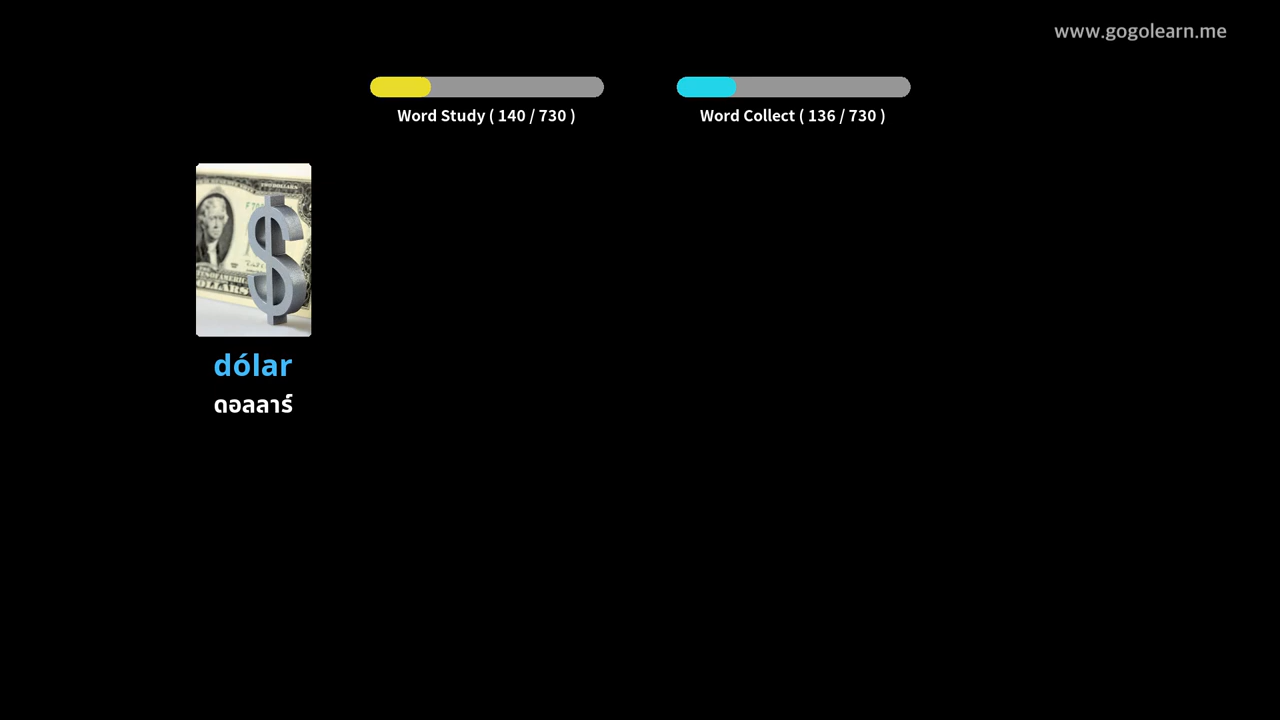 www.gogolearn.me
Word Study ( 140 / 730 )
Word Collect ( 136 / 730 )
dólar
ดอลลาร์